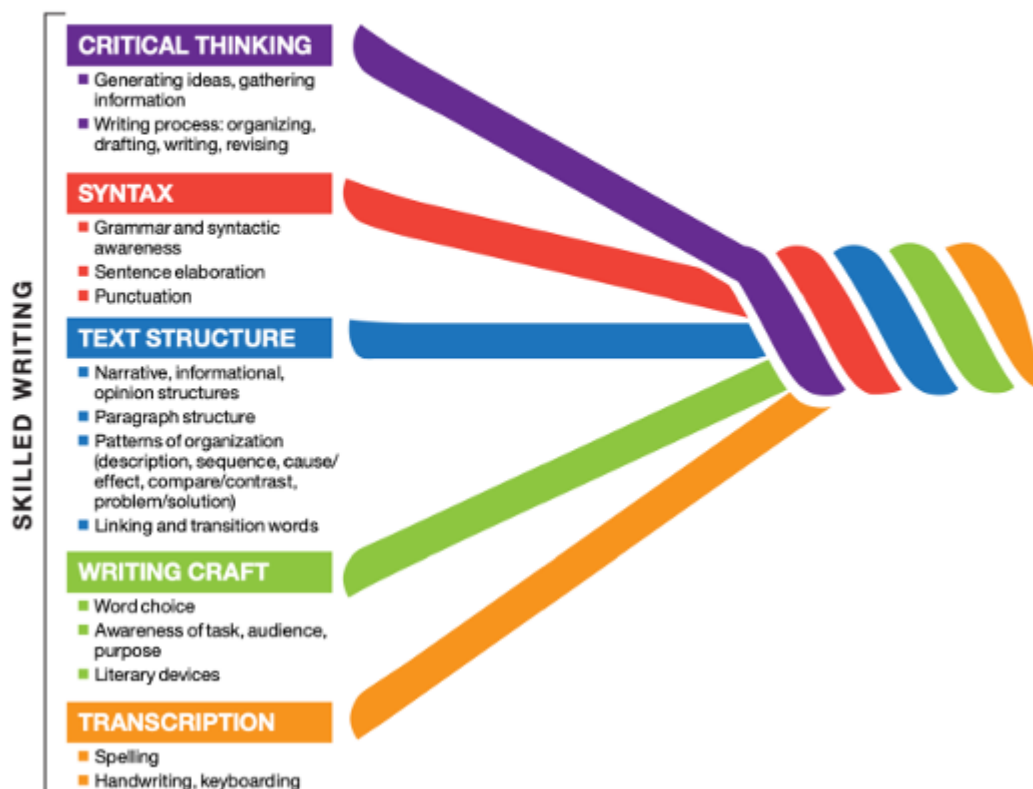 SKILLED WRITING
CRITICAL THINKING
Generating ideas, gathering
information
Writing process: organizing,
drafting, writing, revising
SYNTAX
Grammar and syntactic
awareness
Sentence elaboration
Punctuation
TEXT STRUCTURE
Narrative, informational,
opinion structures
Paragraph structure
Patterns of organization
(description, sequence, cause/
effect, compare/contrast,
problem/solution)
Linking and transition words
WRITING CRAFT
Word choice
Awareness of task, audience,
purpose
Literary devices
TRANSCRIPTION
Spelling
Handwriting, keyboarding